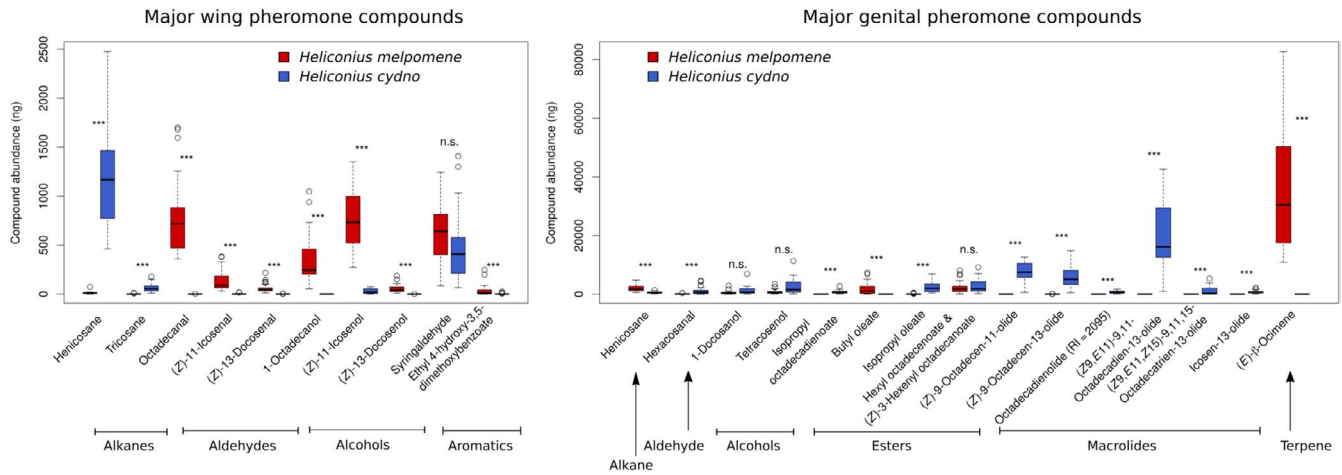 Major wing pheromone compounds
Compound abundance (ng)
2500
2000
1500
1000
500
0
Heliconius melpomene
Heliconius cydno
***
***
***
***
***
***
***
***
n.s.
***
Henicosane
Tricosane
Octadecanal
(Z)-11-Icosenal
(Z)-13-Docosenal
1-Octadecanol
(Z)-11-Icosenol
(Z)-13-Docosenol
Syringaldehyde
Ethyl 4-hydroxy-3,5-
dimethoxybenzoate
Alkanes
Aldehydes
Alcohols
Aromatics
Major genital pheromone compounds
Compound abundance (ng)
80000
60000
40000
20000
0
Heliconius melpomene
Heliconius cydno
***
***
n.s.
n.s.
***
***
***
n.s.
***
***
***
***
***
***
***
Henicosane
Hexacosanal
1-Docosanol
Tetracosenol
Isopropyl
octadecadienoate
Butyl oleate
Isopropyl oleate
Hexyl octadecenoate &
(Z)-3-Hexenyl octadecanoate
(Z)-9-Octadecen-11-olide
(Z)-9-Octadecen-13-olide
Octadecadienolide (RI =2095)
(Z9,E11)-9,11-
Octadecadien-13-olide
(Z9,E11,Z15)-9,11,15-
Octadecatrien-13-olide
Icosen-13-olide
(E)-β-Ocimene
Alkane
Aldehyde
Alcohols
Esters
Macrolides
Terpene